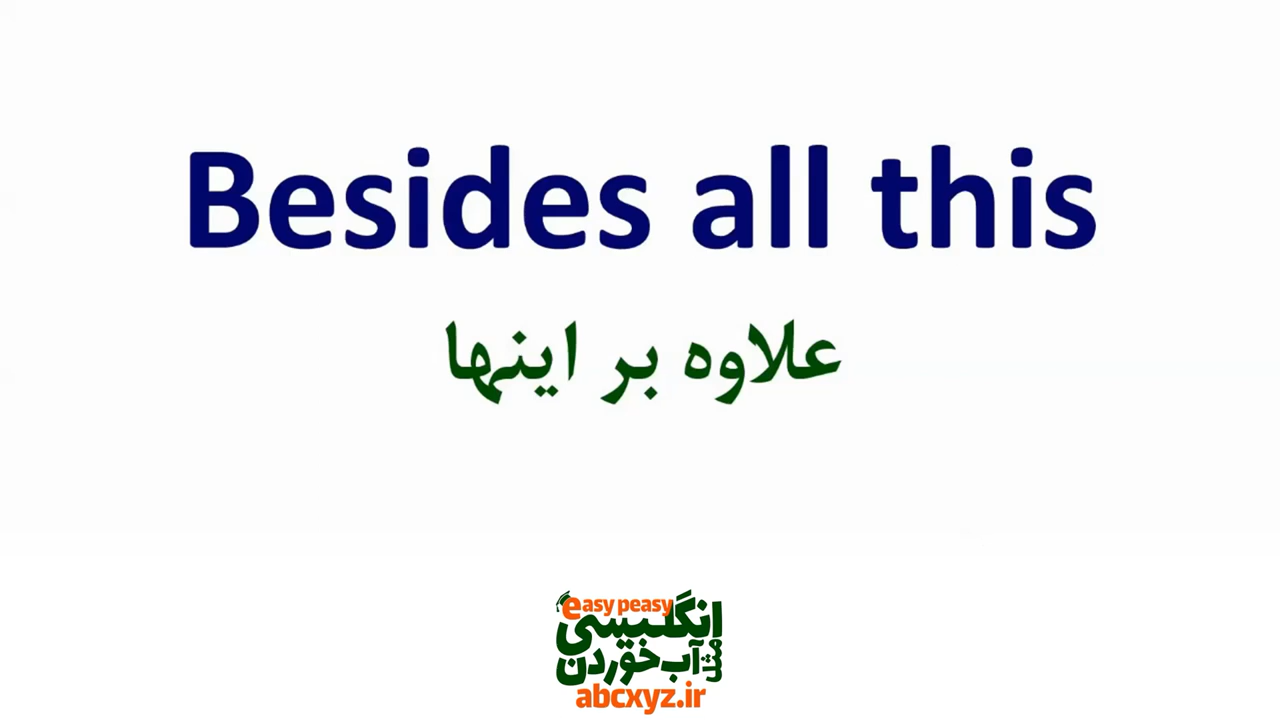 Besides all this
علاوه بر اینها
easy peasy
انگلیسی
مثل
آب خوردن
abcxyz.ir